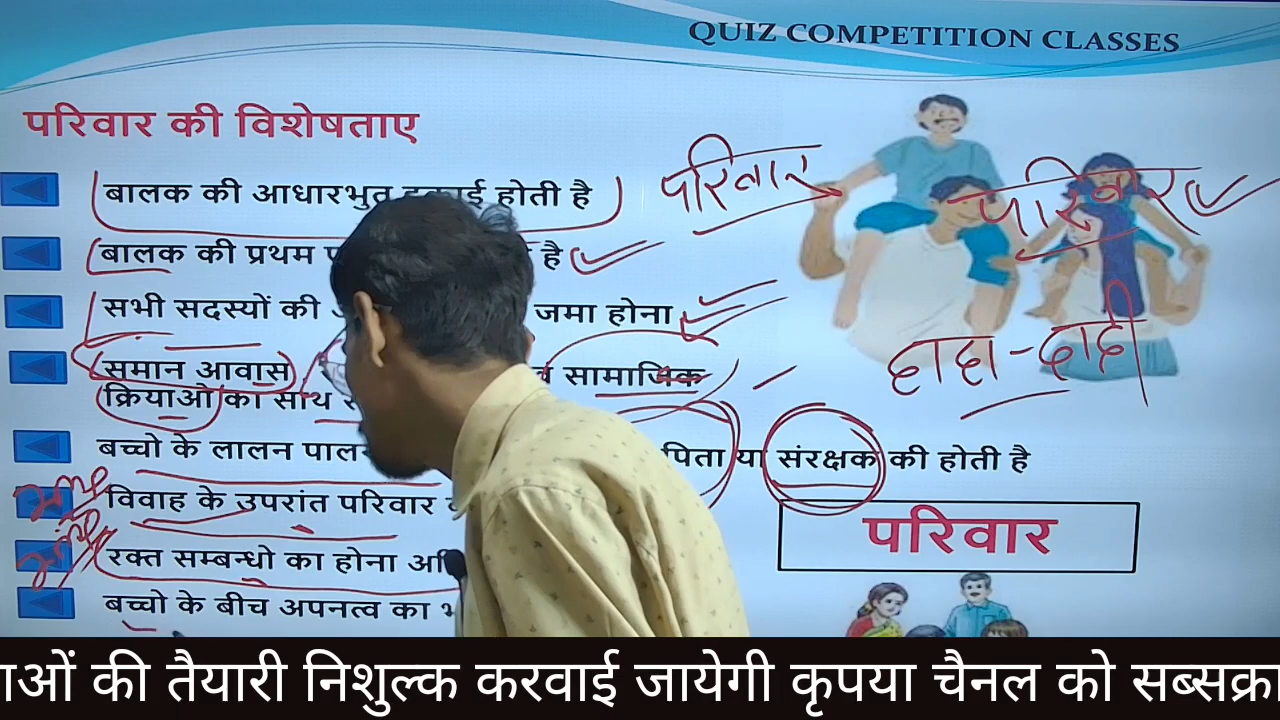 QUIZ COMPETITION CLASSES
परिवार की विशेषताए
बालक की आधारभुत इकाई होती है
बालक की प्रथम है
सभी सदस्यों की जमा होना
समान आवासे सामाजिक
क्रियाओ का साथ
बच्चो के लालन पालन पिता या संरक्षक की होती है
विवाह के उपरांत परिवार
रक्त सम्बन्धो का होना
बच्चो के बीच अपनत्व का
परिवार
परिवार
दादा-दादी
परिवार
ाओं की तैयारी निशुल्क करवाई जायेगी कृपया चैनल को सब्सक्रा